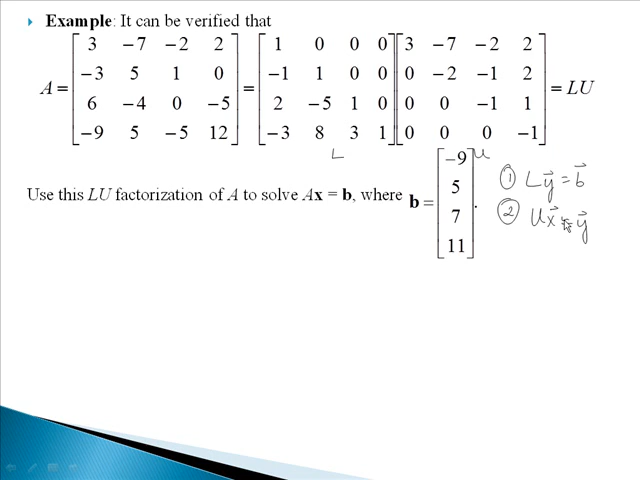 Example: It can be verified that
A = [ 3 −7 −2 2 ; −3 5 1 0 ; 6 −4 0 −5 ; −9 5 −5 12 ] = [ 1 0 0 0 ; −1 1 0 0 ; 2 −5 1 0 ; −3 8 3 1 ] [ 3 −7 −2 2 ; 0 −2 −1 2 ; 0 0 −1 1 ; 0 0 0 −1 ] = LU
L U
Use this LU factorization of A to solve Ax = b, where b = [ −9 ; 5 ; 7 ; 11 ].
① Ly⃗ = b⃗
② Ux⃗ = y⃗